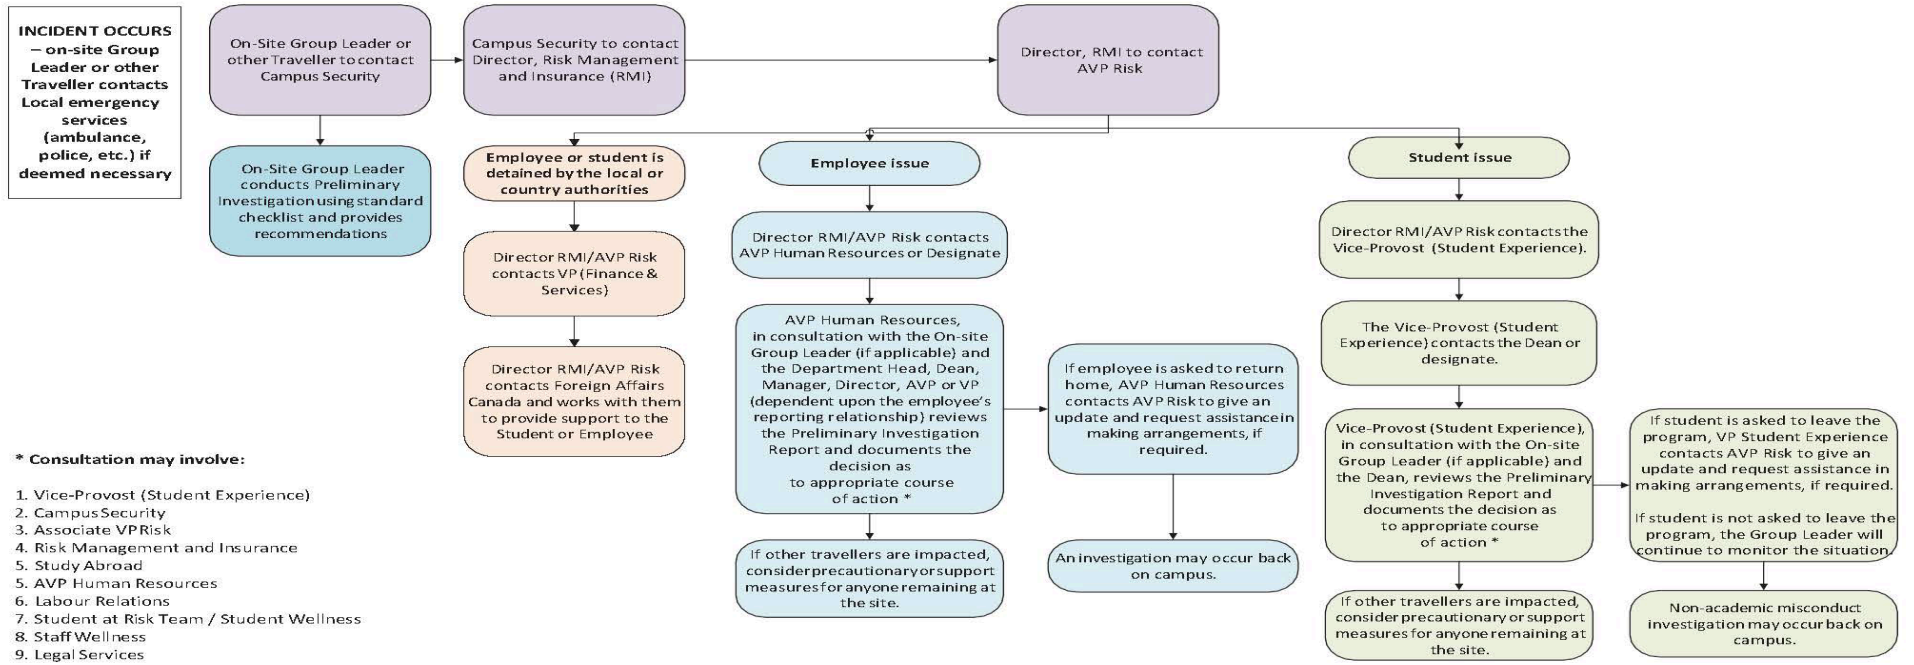 INCIDENT OCCURS
– on-site Group
Leader or other
Traveller contacts
Local emergency
services
(ambulance,
police, etc.) if
deemed necessary
On-Site Group Leader or
other Traveller to contact
Campus Security
Campus Security to contact
Director, Risk Management
and Insurance (RMI)
Director, RMI to contact
AVP Risk
On-Site Group Leader
conducts Preliminary
Investigation using standard
checklist and provides
recommendations
Employee or student is
detained by the local or
country authorities
Director RMI/AVP Risk
contacts VP (Finance &
Services)
Director RMI/AVP Risk
contacts Foreign Affairs
Canada and works with them
to provide support to the
Student or Employee
Employee issue
Director RMI/AVP Risk contacts
AVP Human Resources or Designate
AVP Human Resources,
in consultation with the On-site
Group Leader (if applicable) and
the Department Head, Dean,
Manager, Director, AVP or VP
(dependent upon the employee's
reporting relationship) reviews
the Preliminary Investigation
Report and documents the
decision as
to appropriate course
of action *
If other travellers are impacted,
consider precautionary or support
measures for anyone remaining at
the site.
If employee is asked to return
home, AVP Human Resources
contacts AVP Risk to give an
update and request assistance in
making arrangements, if
required.
An investigation may occur back
on campus.
Student issue
Director RMI/AVP Risk contacts the
Vice-Provost (Student Experience).
The Vice-Provost (Student
Experience) contacts the Dean or
designate.
Vice-Provost (Student Experience),
in consultation with the On-site
Group Leader (if applicable) and
the Dean, reviews the Preliminary
Investigation Report and
documents the decision as
to appropriate course
of action *
If other travellers are impacted,
consider precautionary or support
measures for anyone remaining at
the site.
If student is asked to leave the
program, VP Student Experience
contacts AVP Risk to give an
update and request assistance in
making arrangements, if required.
If student is not asked to leave the
program, the Group Leader will
continue to monitor the situation.
Non-academic misconduct
investigation may occur back on
campus.
* Consultation may involve:
1. Vice-Provost (Student Experience)
2. Campus Security
3. Associate VP Risk
4. Risk Management and Insurance
5. Study Abroad
5. AVP Human Resources
6. Labour Relations
7. Student at Risk Team / Student Wellness
8. Staff Wellness
9. Legal Services